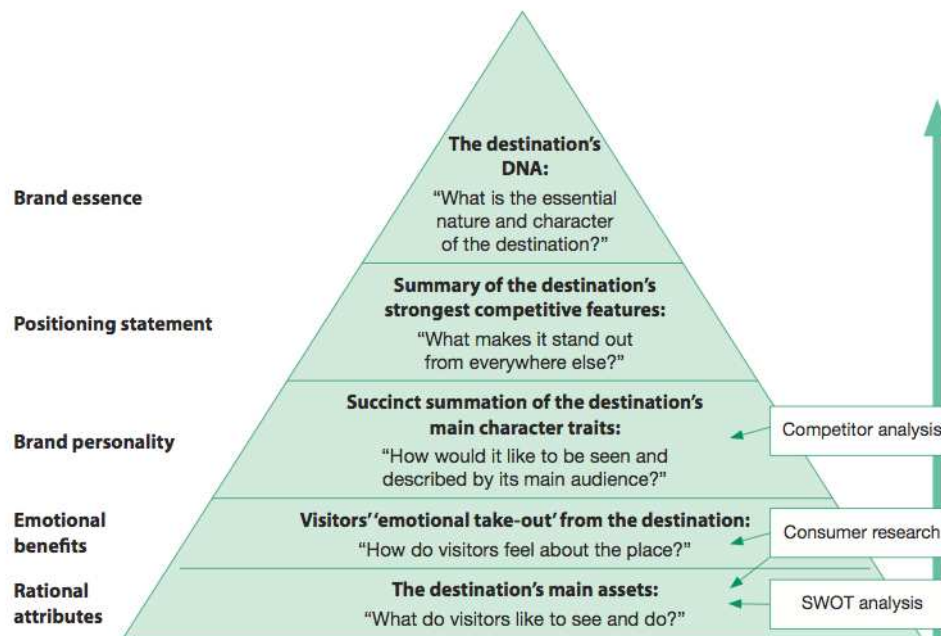 The destination's
DNA:
Brand essence
“What is the essential
nature and character
of the destination?”
Summary of the destination's
strongest competitive features:
Positioning statement
“What makes it stand out
from everywhere else?”
Succinct summation of the destination's
main character traits:
Brand personality
“How would it like to be seen and
described by its main audience?”
Competitor analysis
Emotional
benefits
Visitors' 'emotional take-out' from the destination:
“How do visitors feel about the place?”
Consumer research
Rational
attributes
The destination's main assets:
“What do visitors like to see and do?”
SWOT analysis